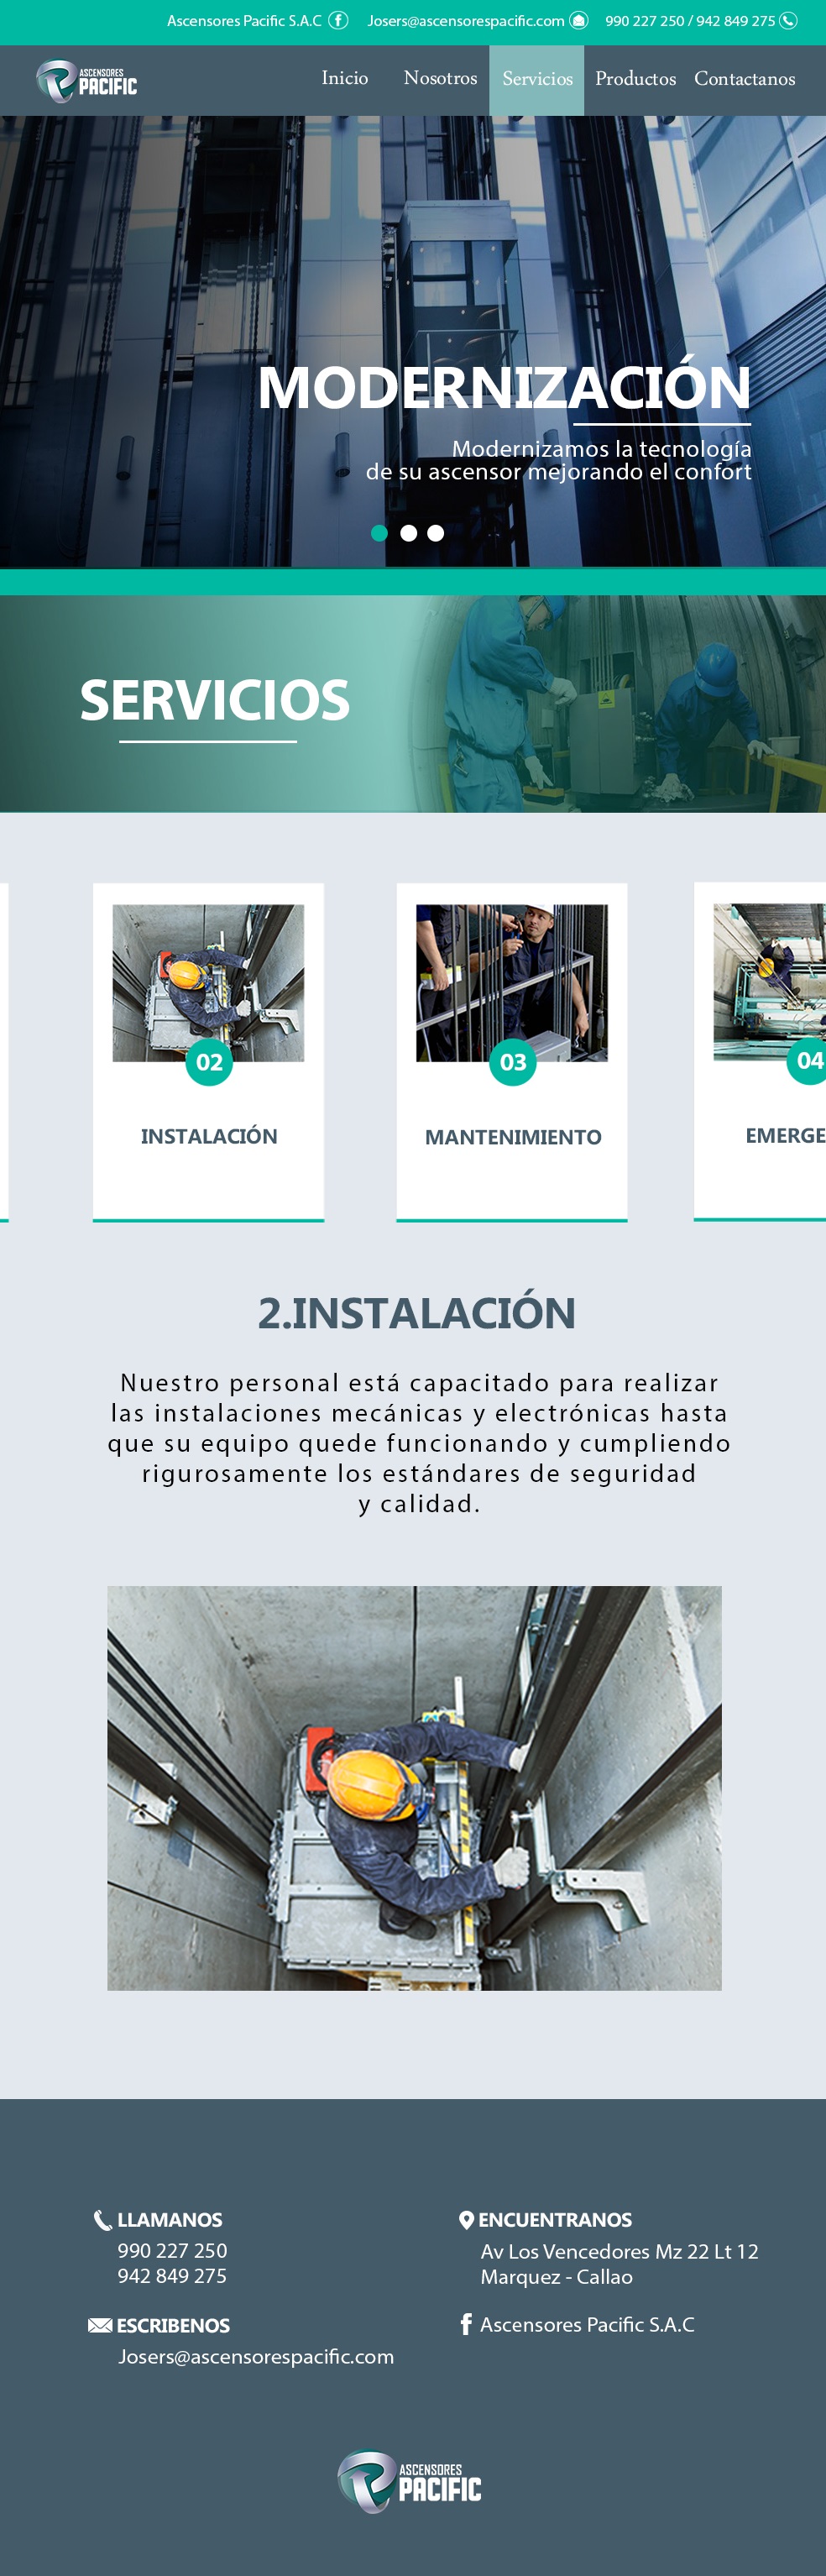 Ascensores Pacific S.A.C
Josers@ascensorespacific.com
990 227 250 / 942 849 275
ASCENSORES
PACIFIC
Inicio
Nosotros
Servicios
Productos
Contactanos
MODERNIZACIÓN
Modernizamos la tecnología
de su ascensor mejorando el confort
SERVICIOS
02
INSTALACIÓN
03
MANTENIMIENTO
04
EMERGE
2.INSTALACIÓN
Nuestro personal está capacitado para realizar
las instalaciones mecánicas y electrónicas hasta
que su equipo quede funcionando y cumpliendo
rigurosamente los estándares de seguridad
y calidad.
LLAMANOS
990 227 250
942 849 275
ESCRIBENOS
Josers@ascensorespacific.com
ENCUENTRANOS
Av Los Vencedores Mz 22 Lt 12
Marquez - Callao
Ascensores Pacific S.A.C
ASCENSORES
PACIFIC